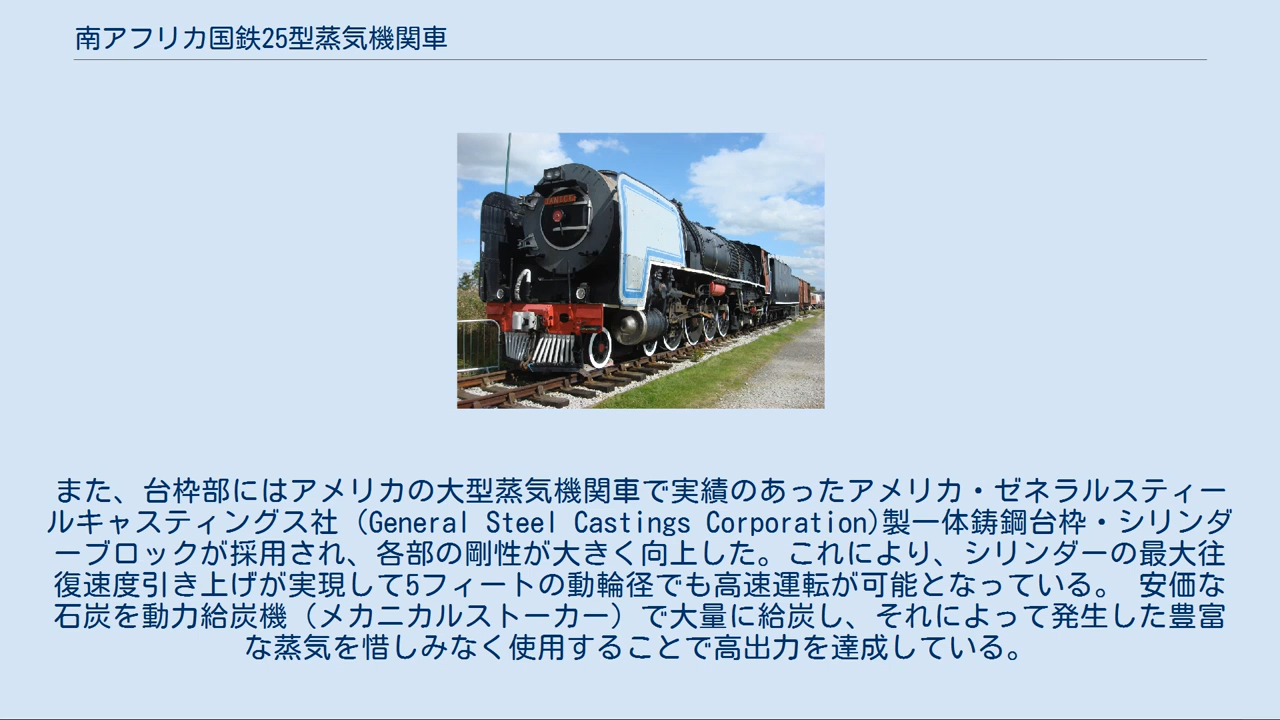 南アフリカ国鉄25型蒸気機関車
また、台枠部にはアメリカの大型蒸気機関車で実績のあったアメリカ・ゼネラルスティー
ルキャスティングス社（General Steel Castings Corporation)製一体鋳鋼台枠・シリンダ
ーブロックが採用され、各部の剛性が大きく向上した。これにより、シリンダーの最大往
復速度引き上げが実現して5フィートの動輪径でも高速運転が可能となっている。 安価な
石炭を動力給炭機（メカニカルストーカー）で大量に給炭し、それによって発生した豊富
な蒸気を惜しみなく使用することで高出力を達成している。